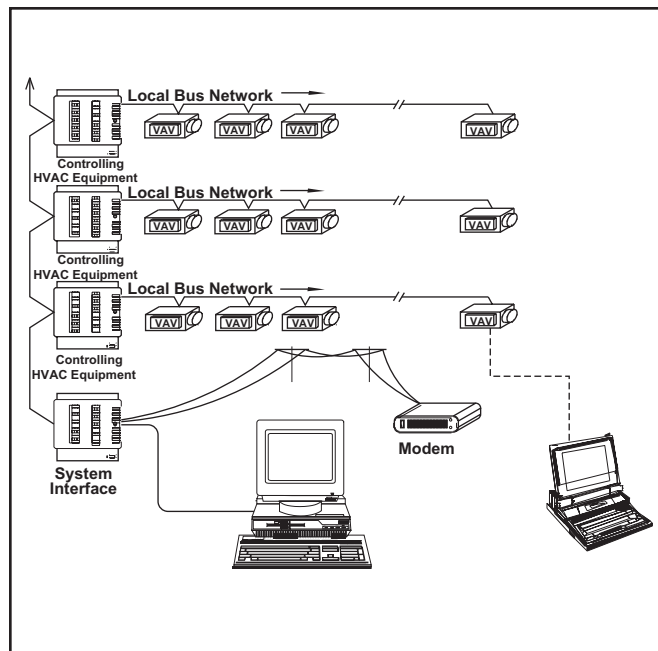 Local Bus Network
VAV VAV VAV VAV
Controlling
HVAC Equipment
Local Bus Network
VAV VAV VAV VAV
Controlling
HVAC Equipment
Local Bus Network
VAV VAV VAV VAV
Controlling
HVAC Equipment
System
Interface
Modem